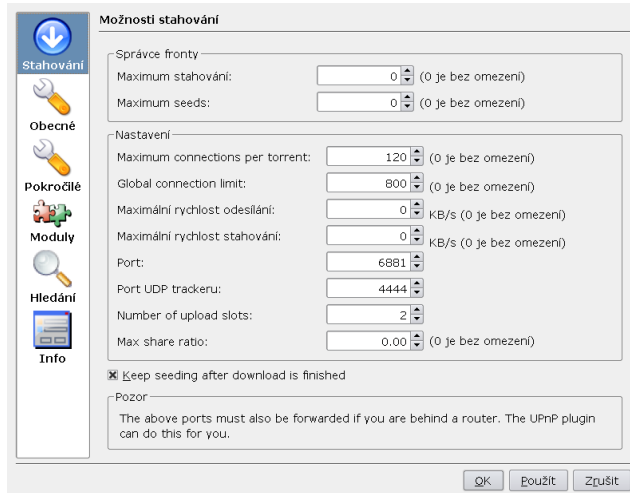 Možnosti stahování
Stahování
Obecné
Pokročilé
Moduly
Hledání
Info
Správce fronty
Maximum stahování: 0 (0 je bez omezení)
Maximum seeds: 0 (0 je bez omezení)
Nastavení
Maximum connections per torrent: 120 (0 je bez omezení)
Global connection limit: 800 (0 je bez omezení)
Maximální rychlost odesílání: 0 KB/s (0 je bez omezení)
Maximální rychlost stahování: 0 KB/s (0 je bez omezení)
Port: 6881
Port UDP trackeru: 4444
Number of upload slots: 2
Max share ratio: 0.00 (0 je bez omezení)
Keep seeding after download is finished
Pozor
The above ports must also be forwarded if you are behind a router. The UPnP plugin
can do this for you.
OK
Použít
Zrušit